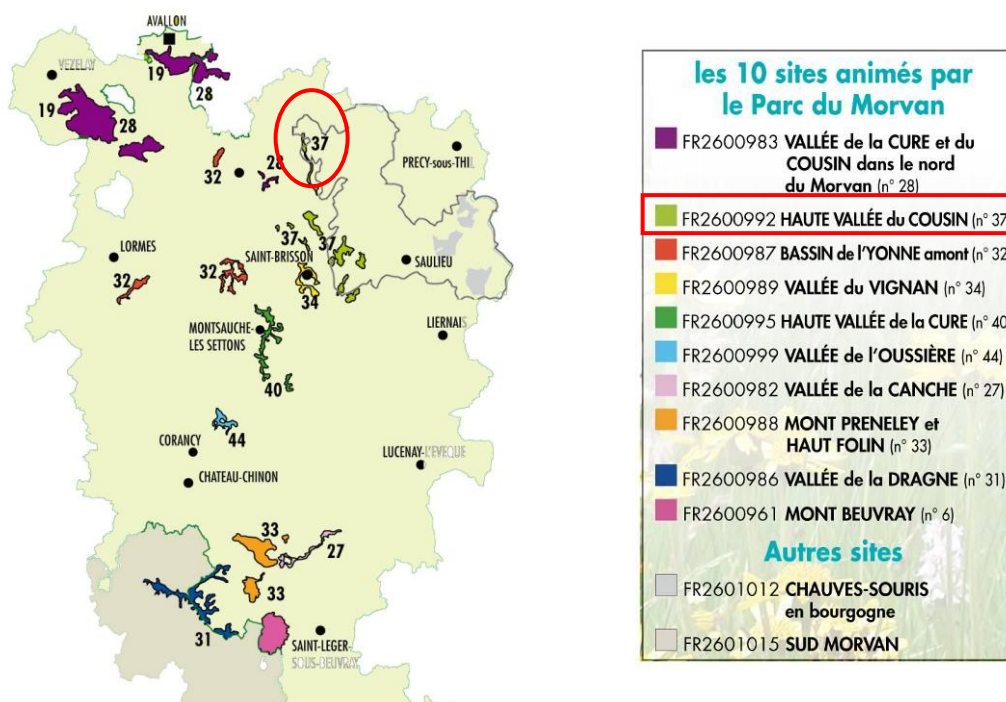 AVALLON
VEZELAY
19
28
19
28
37
PRECY-sous-THIL
32
28
LORMES
37
37
SAINT-BRISSON
SAULIEU
32
32
34
MONTSAUCHE-
LES SETTONS
LIERNAIS
40
44
CORANCY
LUCENAY-L'EVEQUE
CHATEAU-CHINON
33
27
33
31
SAINT-LEGER-
SOUS-BEUVRAY
les 10 sites animés par
le Parc du Morvan
FR2600983 VALLÉE de la CURE et du
COUSIN dans le nord
du Morvan (n° 28)
FR2600992 HAUTE VALLÉE du COUSIN (n° 37
FR2600987 BASSIN de l'YONNE amont (n° 32
FR2600989 VALLÉE du VIGNAN (n° 34)
FR2600995 HAUTE VALLÉE de la CURE (n° 40
FR2600999 VALLÉE de l'OUSSIÈRE (n° 44)
FR2600982 VALLÉE de la CANCHE (n° 27)
FR2600988 MONT PRENELEY et
HAUT FOLIN (n° 33)
FR2600986 VALLÉE de la DRAGNE (n° 31)
FR2600961 MONT BEUVRAY (n° 6)
Autres sites
FR2601012 CHAUVES-SOURIS
en bourgogne
FR2601015 SUD MORVAN